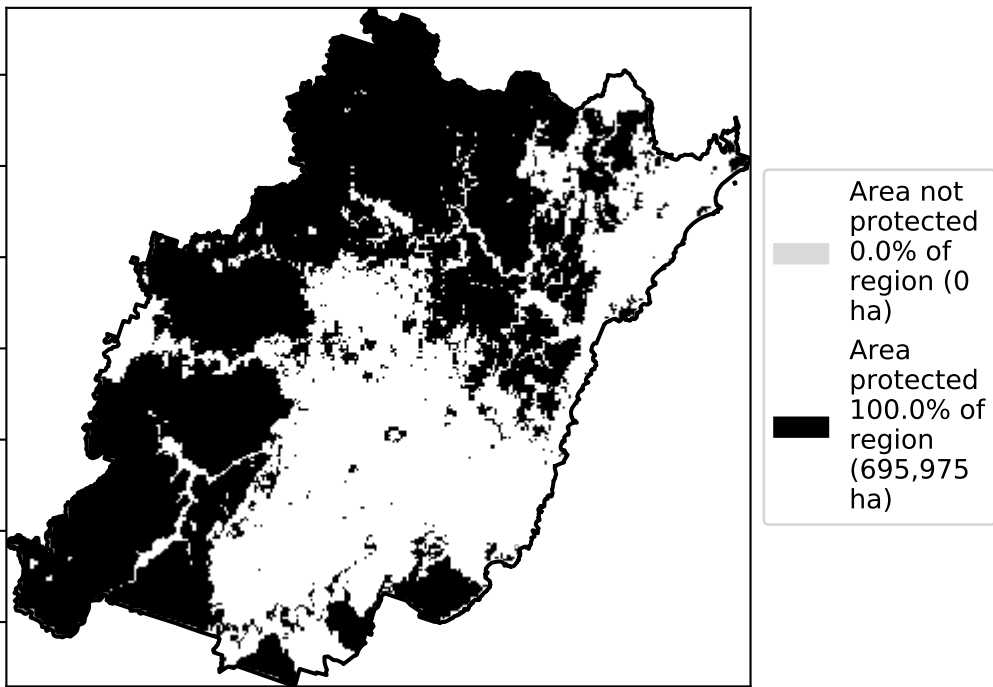 Area not
protected
0.0% of
region (0
ha)
Area
protected
100.0% of
region
(695,975
ha)